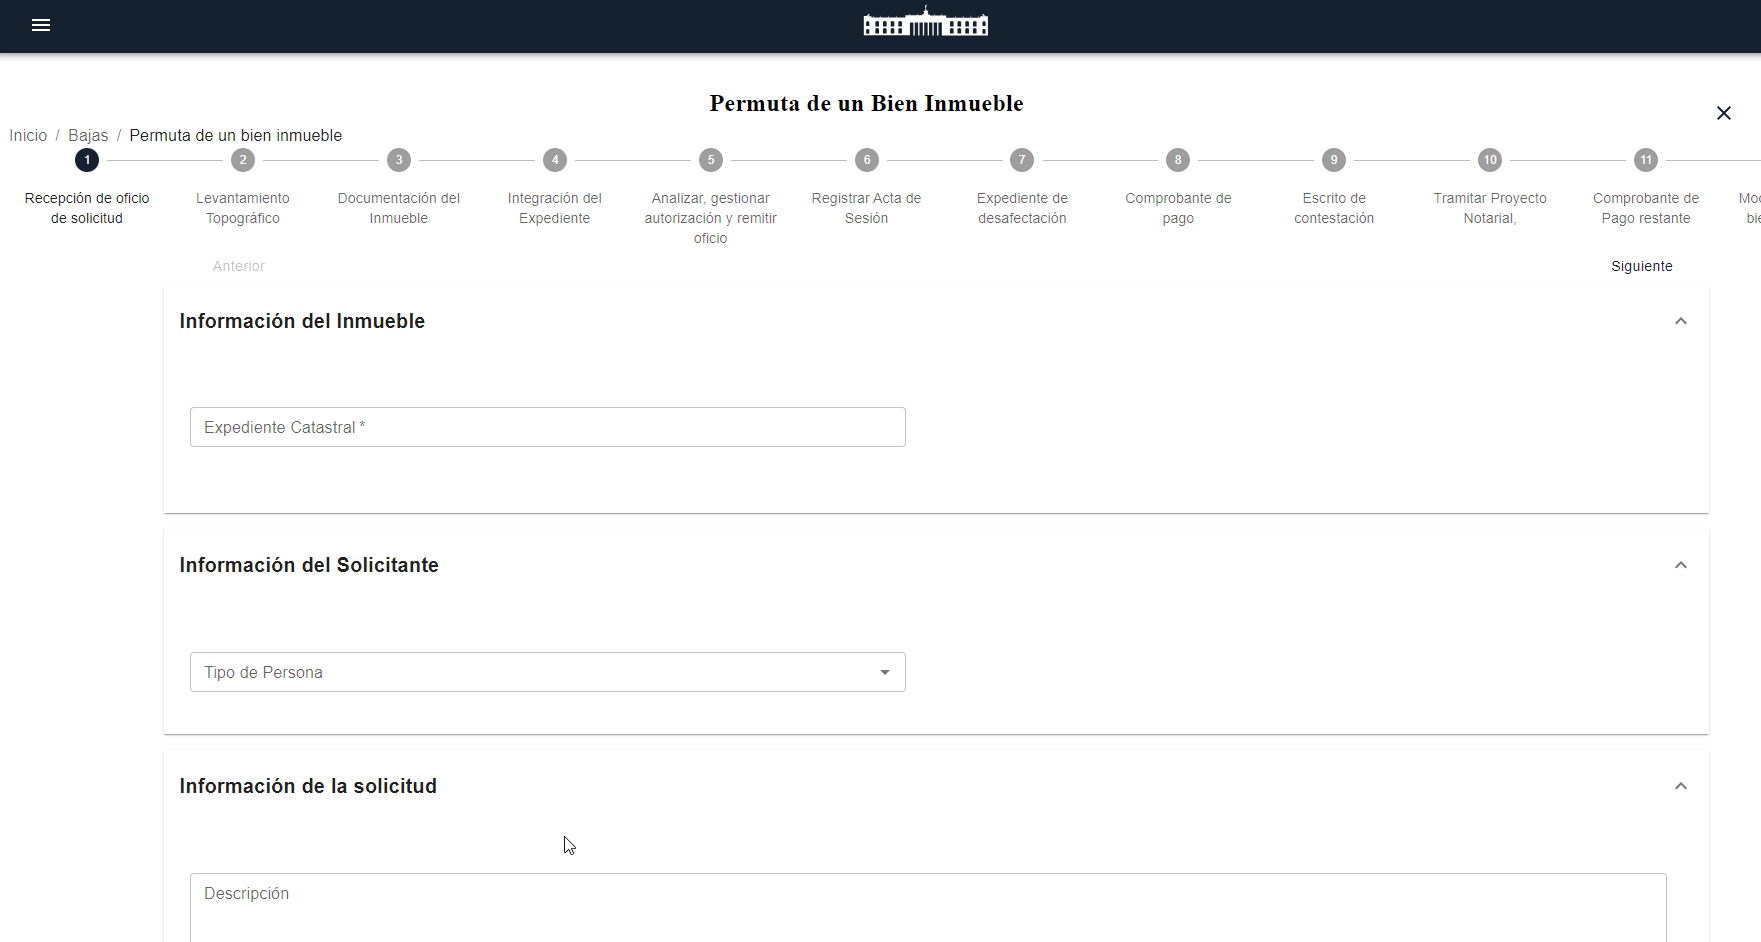 Permuta de un Bien Inmueble
Inicio / Bajas / Permuta de un bien inmueble
1 2 3 4 5 6 7 8 9 10 11
Recepción de oficio
de solicitud
Levantamiento
Topográfico
Documentación del
Inmueble
Integración del
Expediente
Analizar, gestionar
autorización y remitir
oficio
Registrar Acta de
Sesión
Expediente de
desafectación
Comprobante de
pago
Escrito de
contestación
Tramitar Proyecto
Notarial,
Comprobante de
Pago restante
Anterior
Siguiente
Información del Inmueble
Expediente Catastral *
Información del Solicitante
Tipo de Persona
Información de la solicitud
Descripción